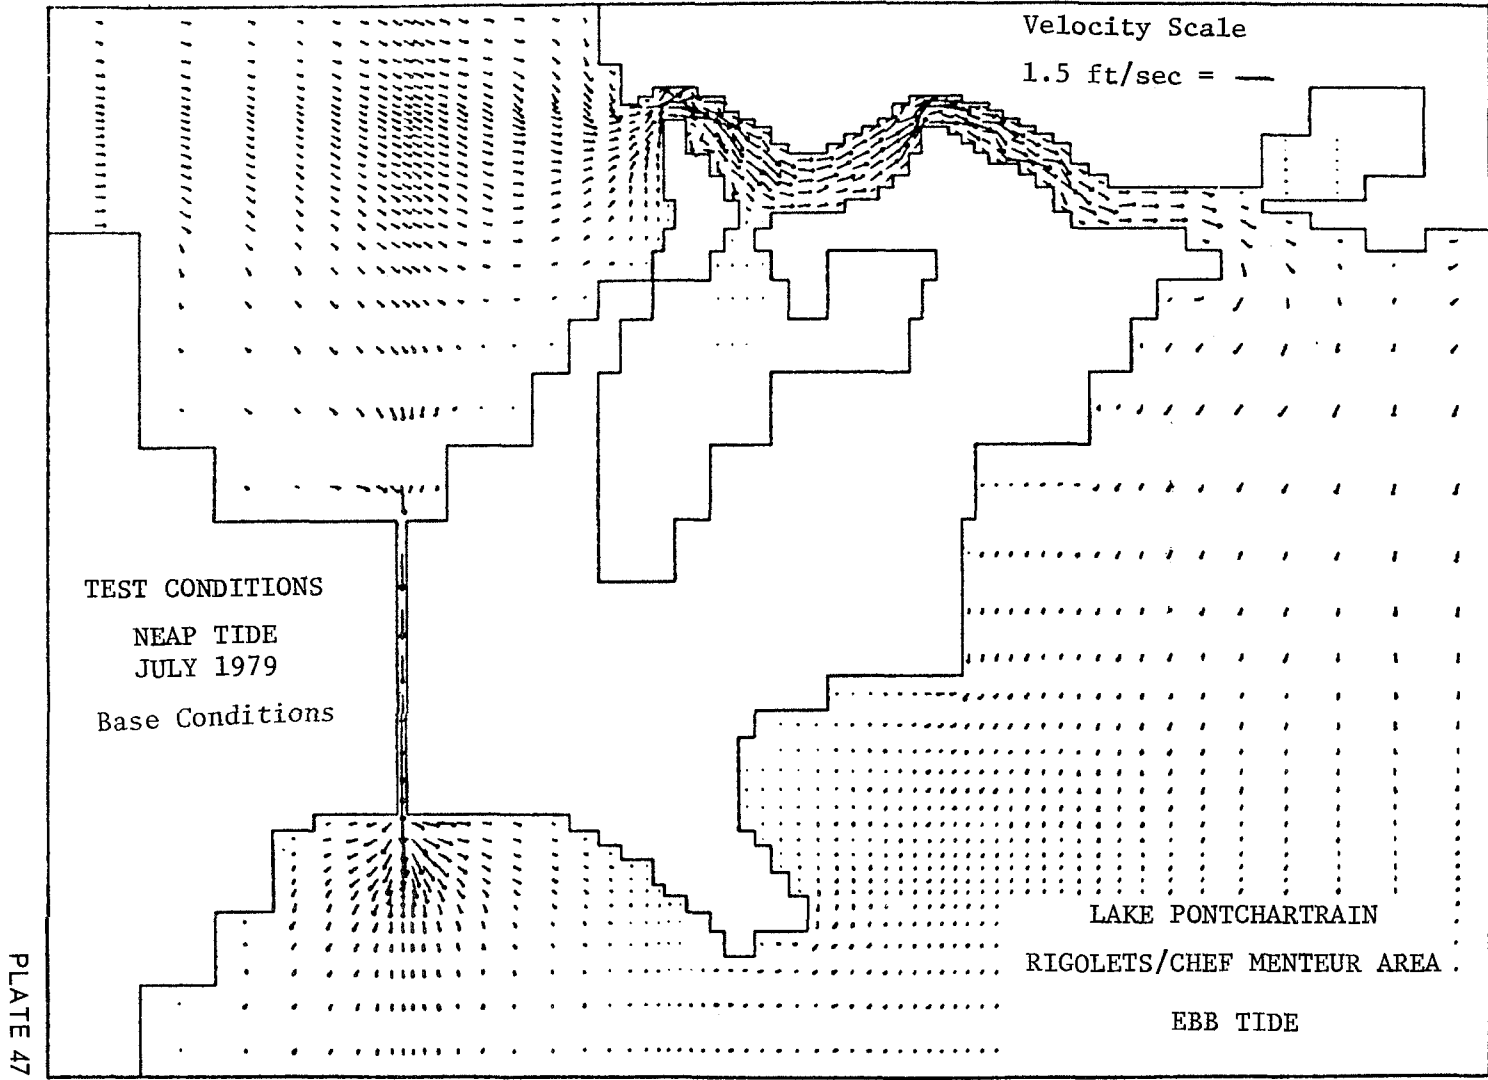 Velocity Scale
1.5 ft/sec = —
TEST CONDITIONS
NEAP TIDE
JULY 1979
Base Conditions
LAKE PONTCHARTRAIN
RIGOLETS/CHEF MENTEUR AREA
EBB TIDE
PLATE 47